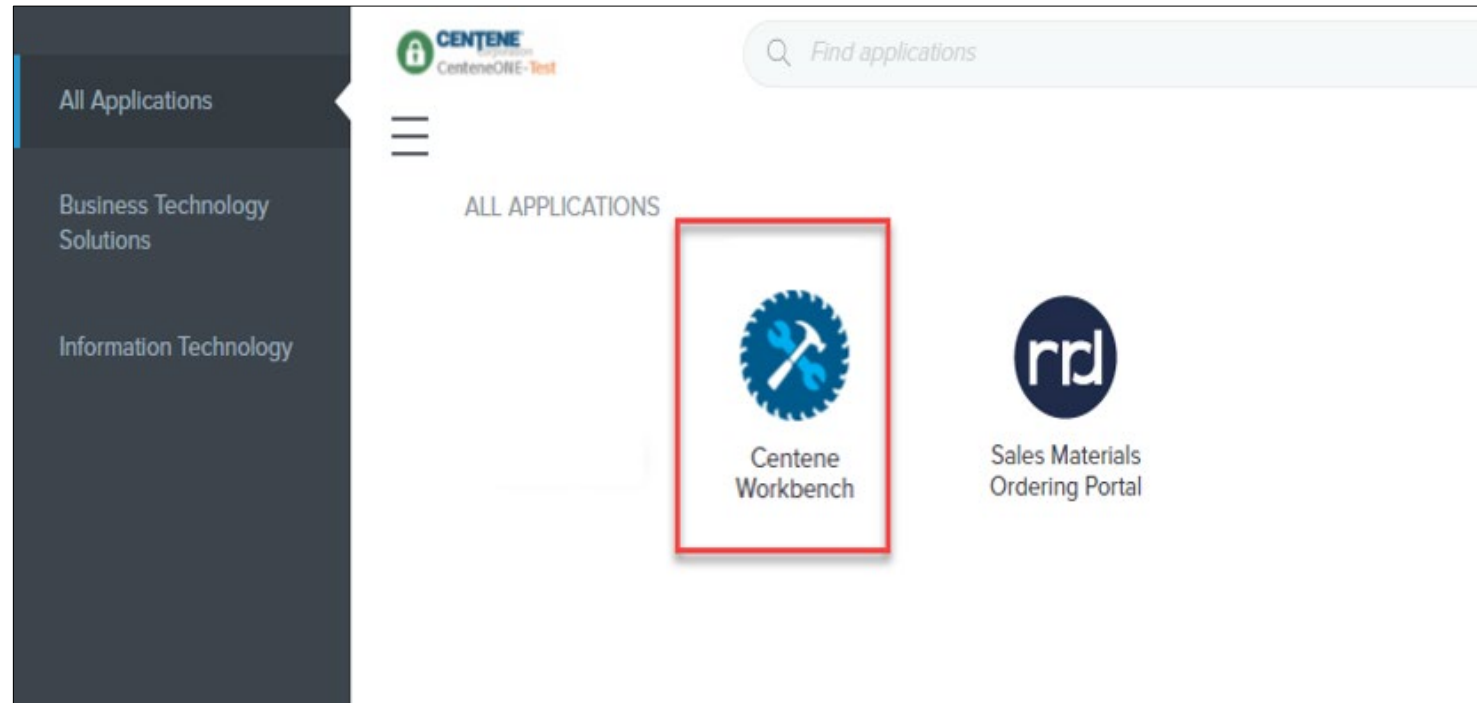 CENTENE
Corporation
CenteneONE-Test
Find applications
All Applications
Business Technology
Solutions
Information Technology
ALL APPLICATIONS
Centene
Workbench
rrd
Sales Materials
Ordering Portal